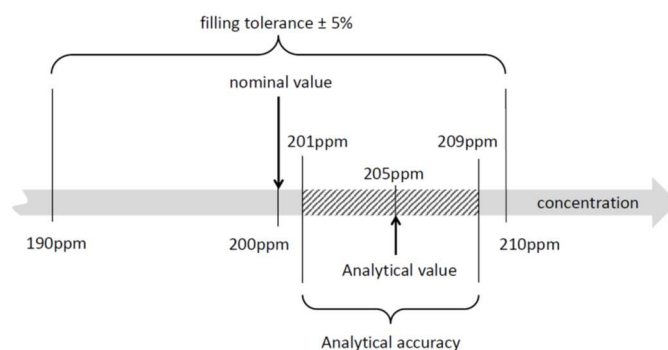 filling tolerance ± 5%
nominal value
201ppm
209ppm
205ppm
concentration
190ppm
200ppm
210ppm
Analytical value
Analytical accuracy